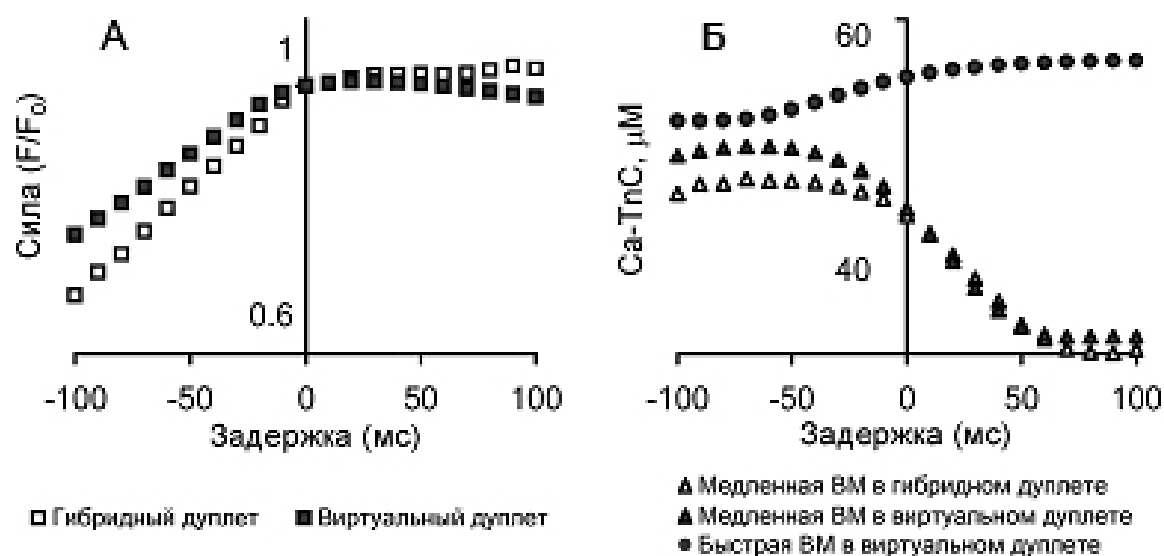 А
Сила (F/F₀)
1
0.6
-100 -50 0 50 100
Задержка (мс)
□ Гибридный дуплет ■ Виртуальный дуплет
Б
Ca-TnC, μM
60
40
-100 -50 0 50 100
Задержка (мс)
△ Медленная ВМ в гибридном дуплете
▲ Медленная ВМ в виртуальном дуплете
● Быстрая ВМ в виртуальном дуплете